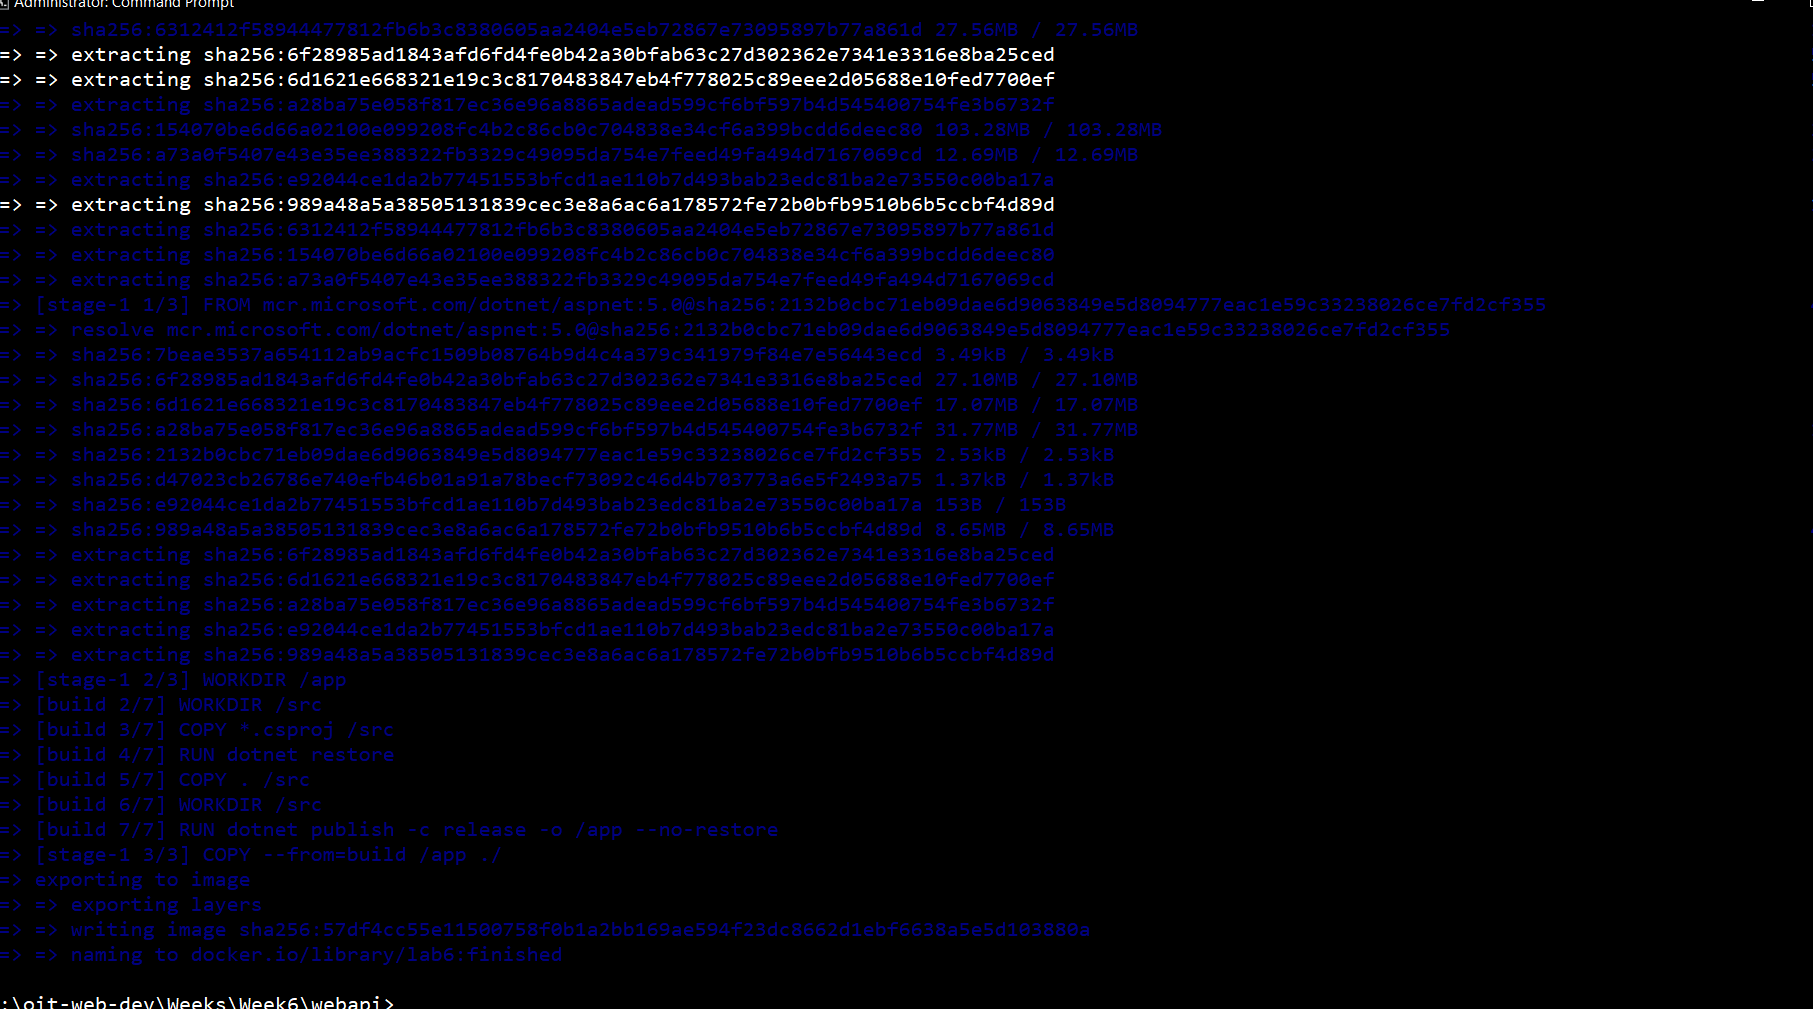 Administrator: Command Prompt
=> => sha256:6312412f58944477812fb6b3c8380605aa2404e5eb72867e73095897b77a861d 27.56MB / 27.56MB
=> => extracting sha256:6f28985ad1843afd6fd4fe0b42a30bfab63c27d302362e7341e3316e8ba25ced
=> => extracting sha256:6d1621e668321e19c3c8170483847eb4f778025c89eee2d05688e10fed7700ef
=> => extracting sha256:a28ba75e058f817ec36e96a8865adead599cf6bf597b4d545400754fe3b6732f
=> => sha256:154070be6d66a02100e099208fc4b2c86cb0c704838e34cf6a399bcdd6deec80 103.28MB / 103.28MB
=> => sha256:a73a0f5407e43e35ee388322fb3329c49095da754e7feed49fa494d7167069cd 12.69MB / 12.69MB
=> => extracting sha256:e92044ce1da2b77451553bfcd1ae110b7d493bab23edc81ba2e73550c00ba17a
=> => extracting sha256:989a48a5a38505131839cec3e8a6ac6a178572fe72b0bfb9510b6b5ccbf4d89d
=> => extracting sha256:6312412f58944477812fb6b3c8380605aa2404e5eb72867e73095897b77a861d
=> => extracting sha256:154070be6d66a02100e099208fc4b2c86cb0c704838e34cf6a399bcdd6deec80
=> => extracting sha256:a73a0f5407e43e35ee388322fb3329c49095da754e7feed49fa494d7167069cd
=> [stage-1 1/3] FROM mcr.microsoft.com/dotnet/aspnet:5.0@sha256:2132b0cbc71eb09dae6d9063849e5d8094777eac1e59c33238026ce7fd2cf355
=> => resolve mcr.microsoft.com/dotnet/aspnet:5.0@sha256:2132b0cbc71eb09dae6d9063849e5d8094777eac1e59c33238026ce7fd2cf355
=> => sha256:7beae3537a654112ab9acfc1509b08764b9d4c4a379c341979f84e7e56443ecd 3.49kB / 3.49kB
=> => sha256:6f28985ad1843afd6fd4fe0b42a30bfab63c27d302362e7341e3316e8ba25ced 27.10MB / 27.10MB
=> => sha256:6d1621e668321e19c3c8170483847eb4f778025c89eee2d05688e10fed7700ef 17.07MB / 17.07MB
=> => sha256:a28ba75e058f817ec36e96a8865adead599cf6bf597b4d545400754fe3b6732f 31.77MB / 31.77MB
=> => sha256:2132b0cbc71eb09dae6d9063849e5d8094777eac1e59c33238026ce7fd2cf355 2.53kB / 2.53kB
=> => sha256:d47023cb26786e740efb46b01a91a78becf73092c46d4b703773a6e5f2493a75 1.37kB / 1.37kB
=> => sha256:e92044ce1da2b77451553bfcd1ae110b7d493bab23edc81ba2e73550c00ba17a 153B / 153B
=> => sha256:989a48a5a38505131839cec3e8a6ac6a178572fe72b0bfb9510b6b5ccbf4d89d 8.65MB / 8.65MB
=> => extracting sha256:6f28985ad1843afd6fd4fe0b42a30bfab63c27d302362e7341e3316e8ba25ced
=> => extracting sha256:6d1621e668321e19c3c8170483847eb4f778025c89eee2d05688e10fed7700ef
=> => extracting sha256:a28ba75e058f817ec36e96a8865adead599cf6bf597b4d545400754fe3b6732f
=> => extracting sha256:e92044ce1da2b77451553bfcd1ae110b7d493bab23edc81ba2e73550c00ba17a
=> => extracting sha256:989a48a5a38505131839cec3e8a6ac6a178572fe72b0bfb9510b6b5ccbf4d89d
=> [stage-1 2/3] WORKDIR /app
=> [build 2/7] WORKDIR /src
=> [build 3/7] COPY *.csproj /src
=> [build 4/7] RUN dotnet restore
=> [build 5/7] COPY . /src
=> [build 6/7] WORKDIR /src
=> [build 7/7] RUN dotnet publish -c release -o /app --no-restore
=> [stage-1 3/3] COPY --from=build /app ./
=> exporting to image
=> => exporting layers
=> => writing image sha256:57df4cc55e11500758f0b1a2bb169ae594f23dc8662d1ebf6638a5e5d103880a
=> => naming to docker.io/library/lab6:finished
:\oit-web-dev\Weeks\Week6\webapi>